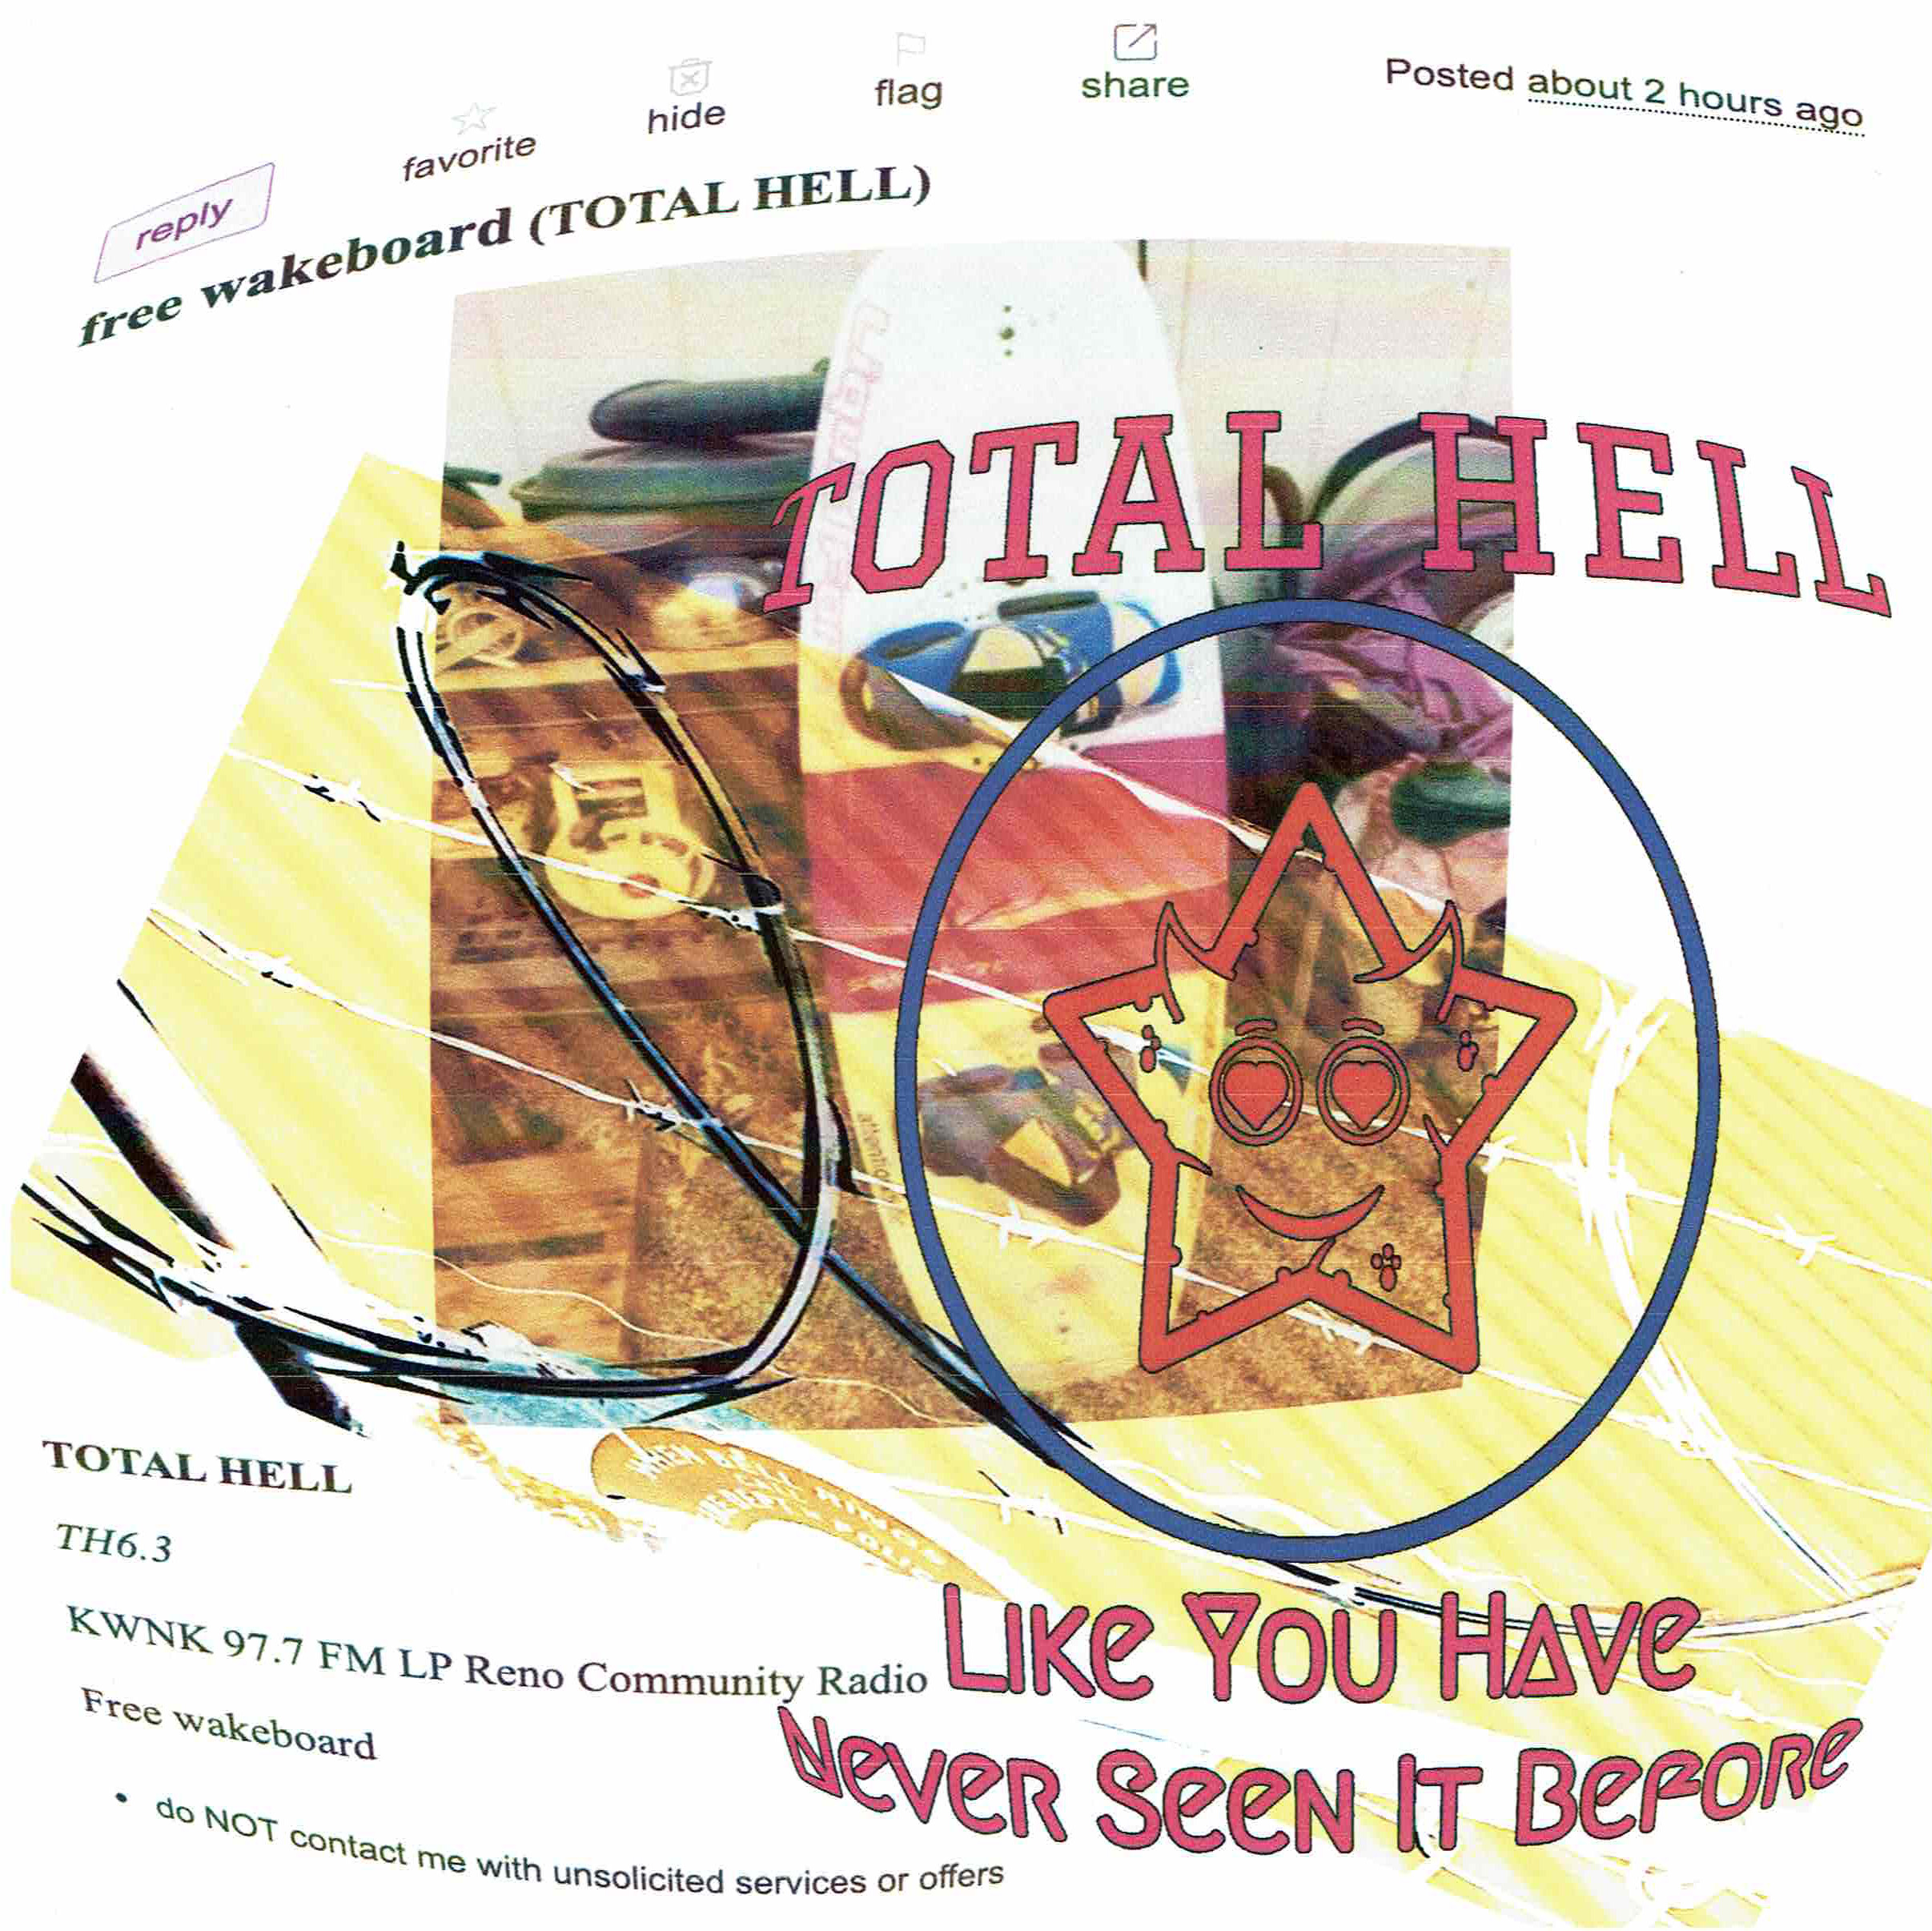 favorite
hide
flag
share
Posted about 2 hours ago
reply
free wakeboard (TOTAL HELL)
TOTAL HELL
TOTAL HELL
TH6.3
KWNK 97.7 FM LP Reno Community Radio
Free wakeboard
• do NOT contact me with unsolicited services or offers
LIKE YOU HAVE
NEVER SEEN IT BEFORE